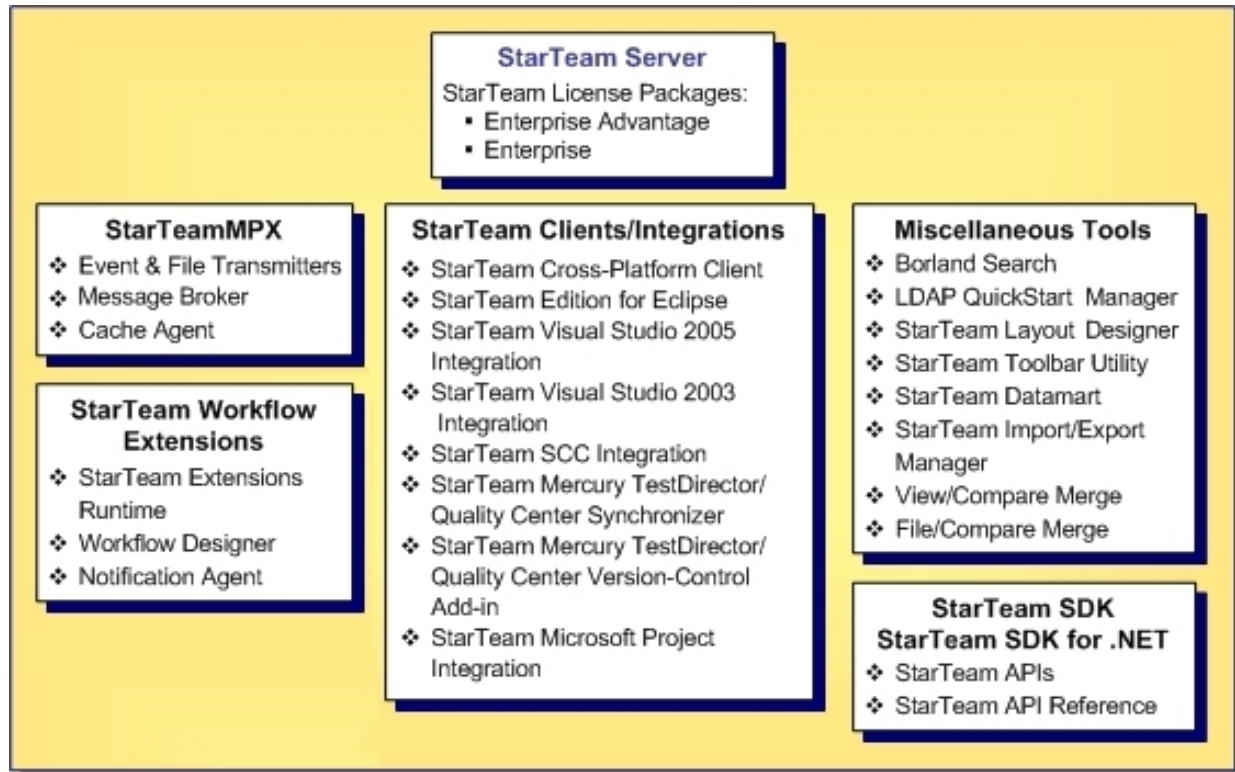 StarTeam Server
StarTeam License Packages:
▪ Enterprise Advantage
▪ Enterprise
StarTeamMPX
❖ Event & File Transmitters
❖ Message Broker
❖ Cache Agent
StarTeam Workflow
Extensions
❖ StarTeam Extensions
Runtime
❖ Workflow Designer
❖ Notification Agent
StarTeam Clients/Integrations
❖ StarTeam Cross-Platform Client
❖ StarTeam Edition for Eclipse
❖ StarTeam Visual Studio 2005
Integration
❖ StarTeam Visual Studio 2003
Integration
❖ StarTeam SCC Integration
❖ StarTeam Mercury TestDirector/
Quality Center Synchronizer
❖ StarTeam Mercury TestDirector/
Quality Center Version-Control
Add-in
❖ StarTeam Microsoft Project
Integration
Miscellaneous Tools
❖ Borland Search
❖ LDAP QuickStart Manager
❖ StarTeam Layout Designer
❖ StarTeam Toolbar Utility
❖ StarTeam Datamart
❖ StarTeam Import/Export
Manager
❖ View/Compare Merge
❖ File/Compare Merge
StarTeam SDK
StarTeam SDK for .NET
❖ StarTeam APIs
❖ StarTeam API Reference